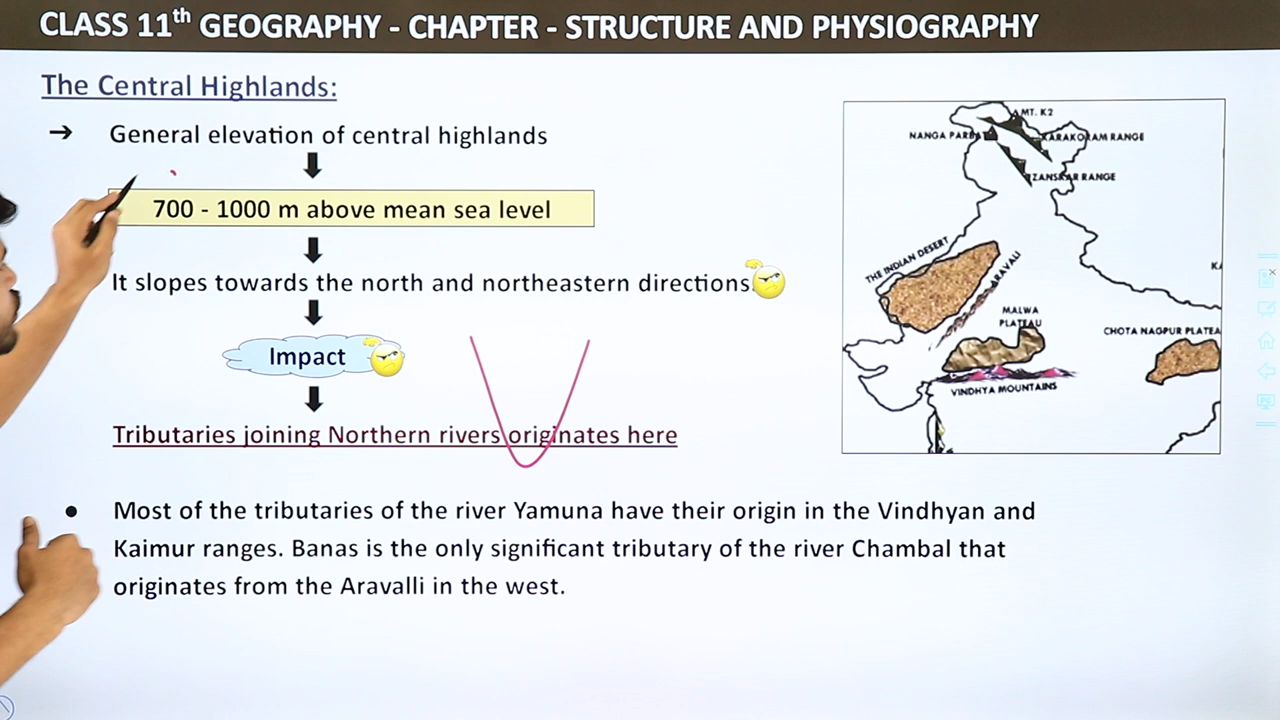 CLASS 11th GEOGRAPHY - CHAPTER - STRUCTURE AND PHYSIOGRAPHY
The Central Highlands:
→ General elevation of central highlands
700 - 1000 m above mean sea level
It slopes towards the north and northeastern directions.
Impact
Tributaries joining Northern rivers originates here
• Most of the tributaries of the river Yamuna have their origin in the Vindhyan and
Kaimur ranges. Banas is the only significant tributary of the river Chambal that
originates from the Aravalli in the west.
MT. K2
NANGA PARBAT
KARAKORAM RANGE
ZANSKAR RANGE
THE INDIAN DESERT
ARAVALI
MALWA
PLATEAU
CHOTA NAGPUR PLATEA
VINDHYA MOUNTAINS